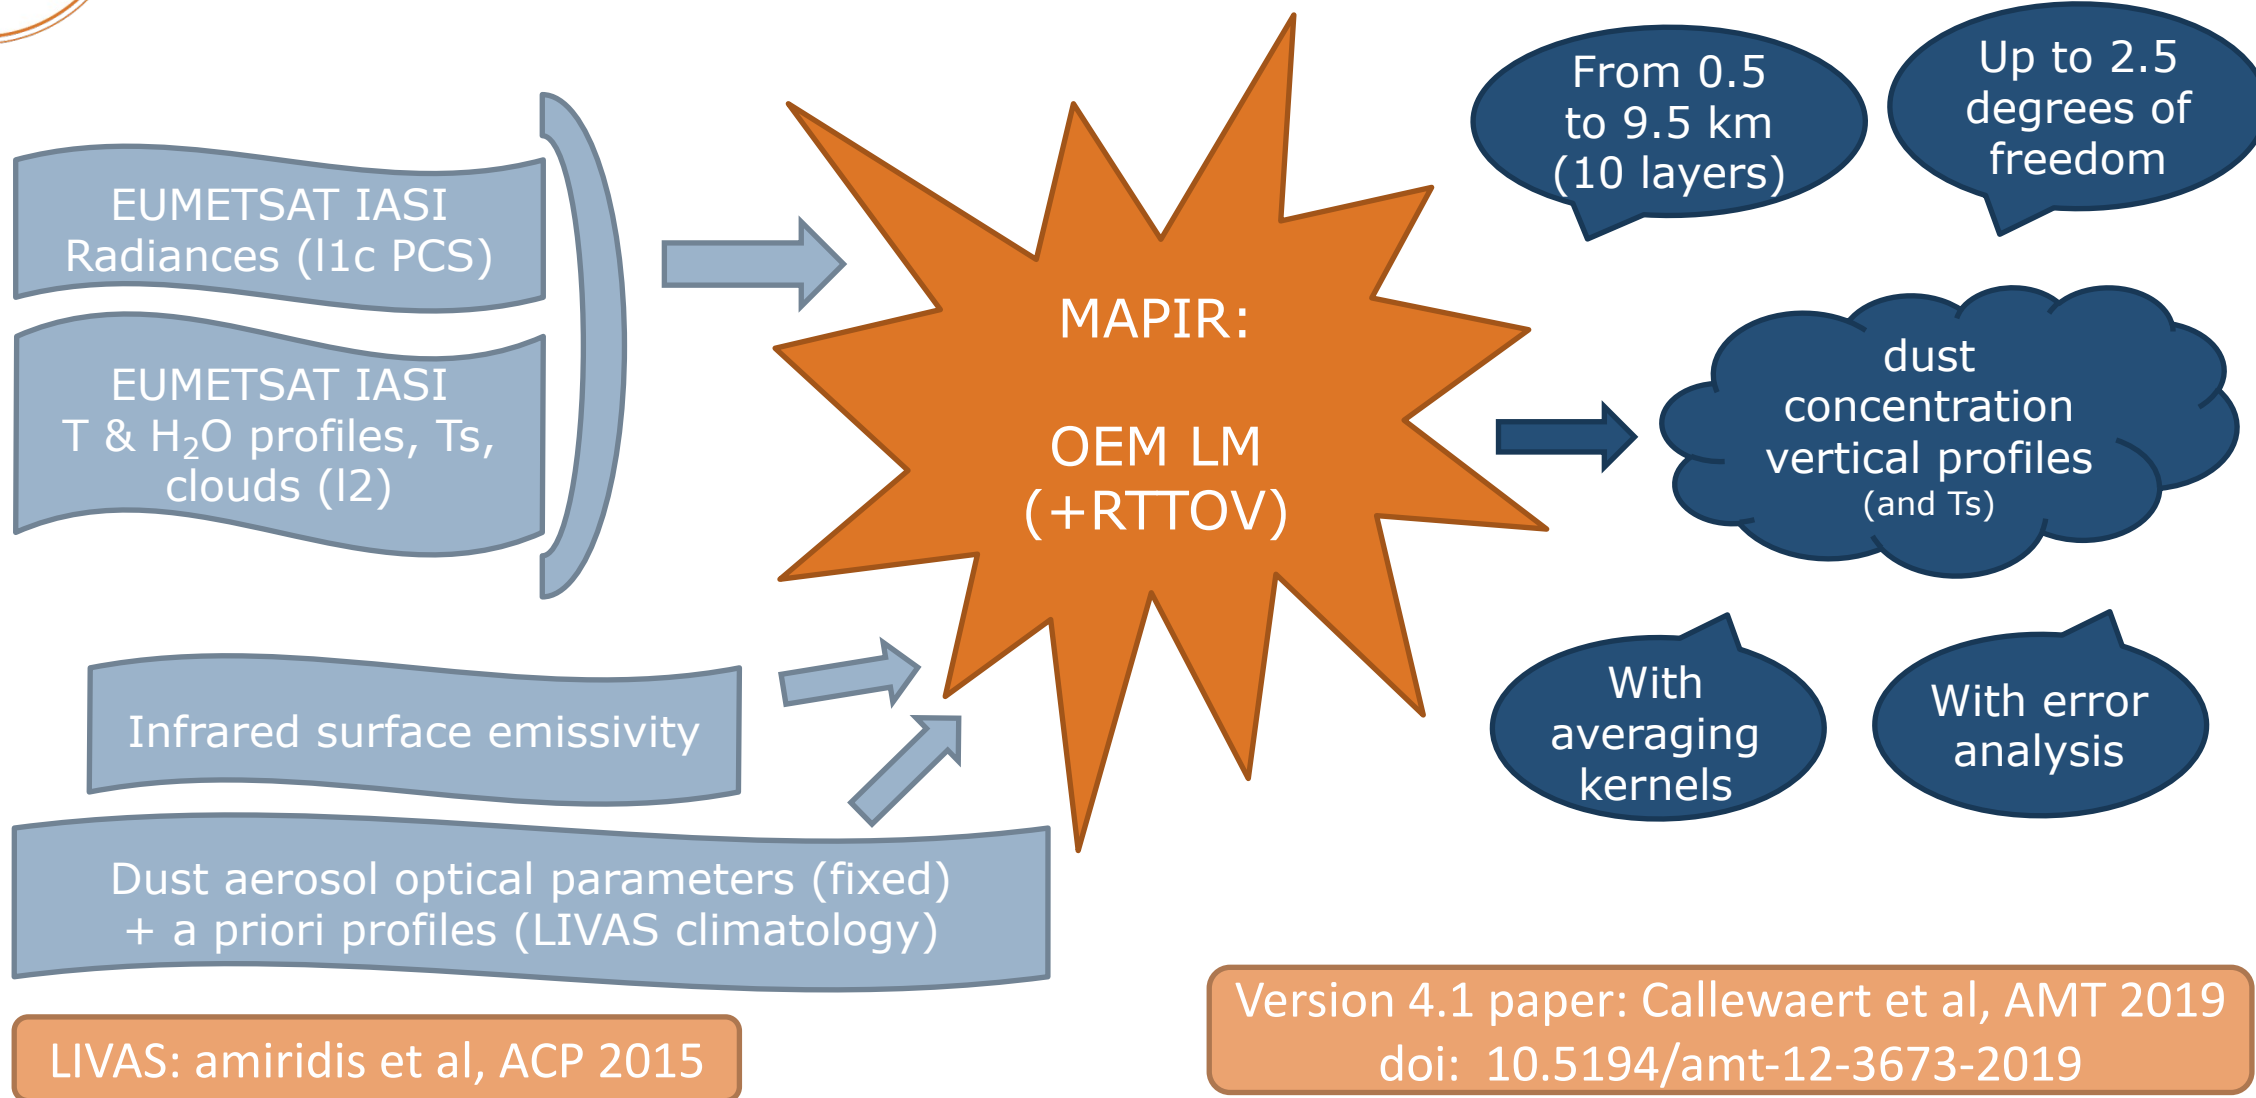 EUMETSAT IASI
Radiances (l1c PCS)
EUMETSAT IASI
T & H₂O profiles, Ts,
clouds (l2)
Infrared surface emissivity
Dust aerosol optical parameters (fixed)
+ a priori profiles (LIVAS climatology)
LIVAS: amiridis et al, ACP 2015
MAPIR:
OEM LM
(+RTTOV)
From 0.5
to 9.5 km
(10 layers)
Up to 2.5
degrees of
freedom
dust
concentration
vertical profiles
(and Ts)
With
averaging
kernels
With error
analysis
Version 4.1 paper: Callewaert et al, AMT 2019
doi: 10.5194/amt-12-3673-2019